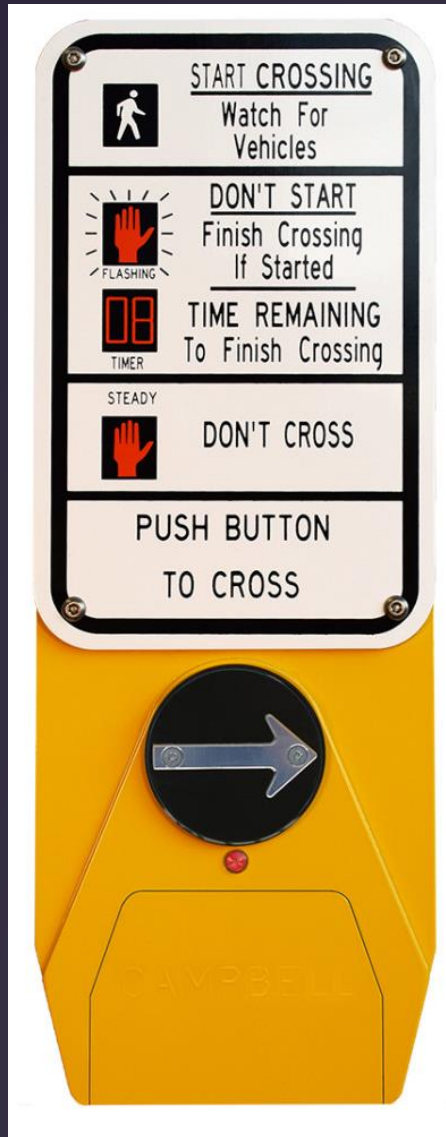 START CROSSING
Watch For
Vehicles
DON'T START
Finish Crossing
If Started
FLASHING
08
TIME REMAINING
To Finish Crossing
TIMER
STEADY
DON'T CROSS
PUSH BUTTON
TO CROSS
CAMPBELL